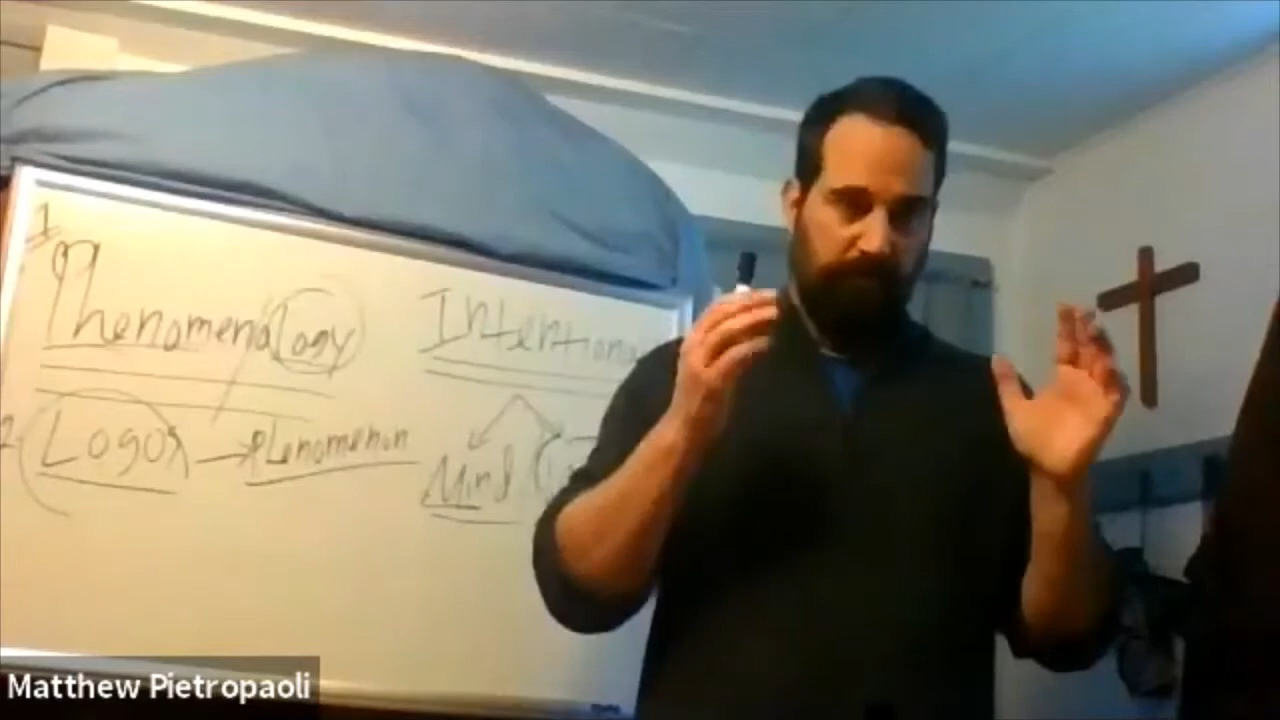 1
Phenomenology
2 Logos → Phenomenon
Intentiona
Mind
Matthew Pietropaoli